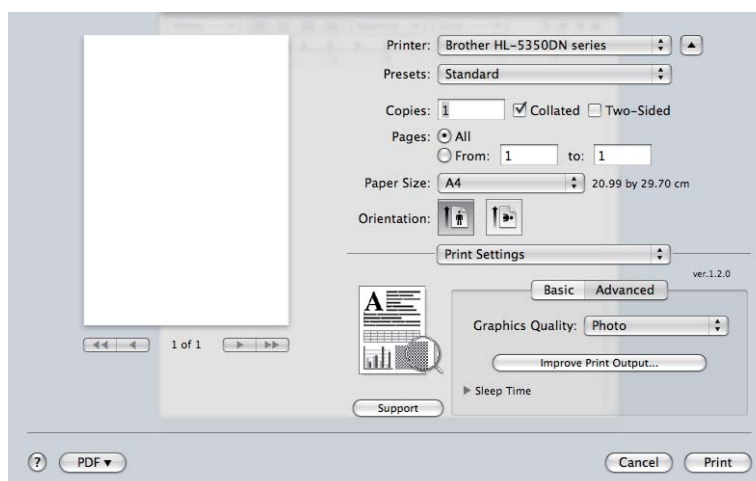 Printer: Brother HL-5350DN series
Presets: Standard
Copies: 1 Collated Two-Sided
Pages: All
From: 1 to: 1
Paper Size: A4 20.99 by 29.70 cm
Orientation:
Print Settings
ver.1.2.0
Basic Advanced
A
Graphics Quality: Photo
Improve Print Output...
Sleep Time
1 of 1
Support
? PDF▼ Cancel Print